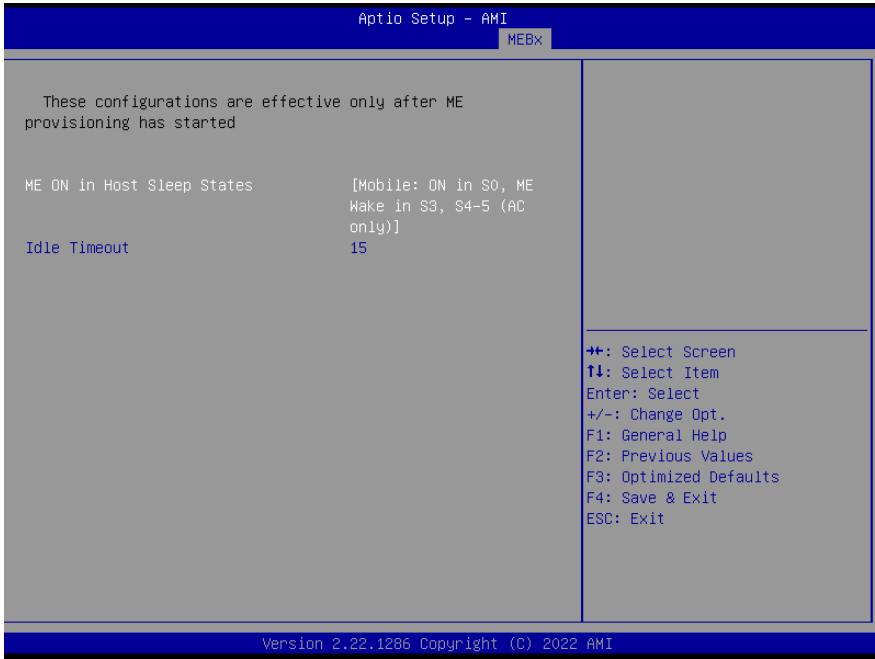 Aptio Setup – AMI
MEBx
These configurations are effective only after ME
provisioning has started
ME ON in Host Sleep States [Mobile: ON in S0, ME
Wake in S3, S4-5 (AC
only)]
Idle Timeout 15
→←: Select Screen
↑↓: Select Item
Enter: Select
+/-: Change Opt.
F1: General Help
F2: Previous Values
F3: Optimized Defaults
F4: Save & Exit
ESC: Exit
Version 2.22.1286 Copyright (C) 2022 AMI